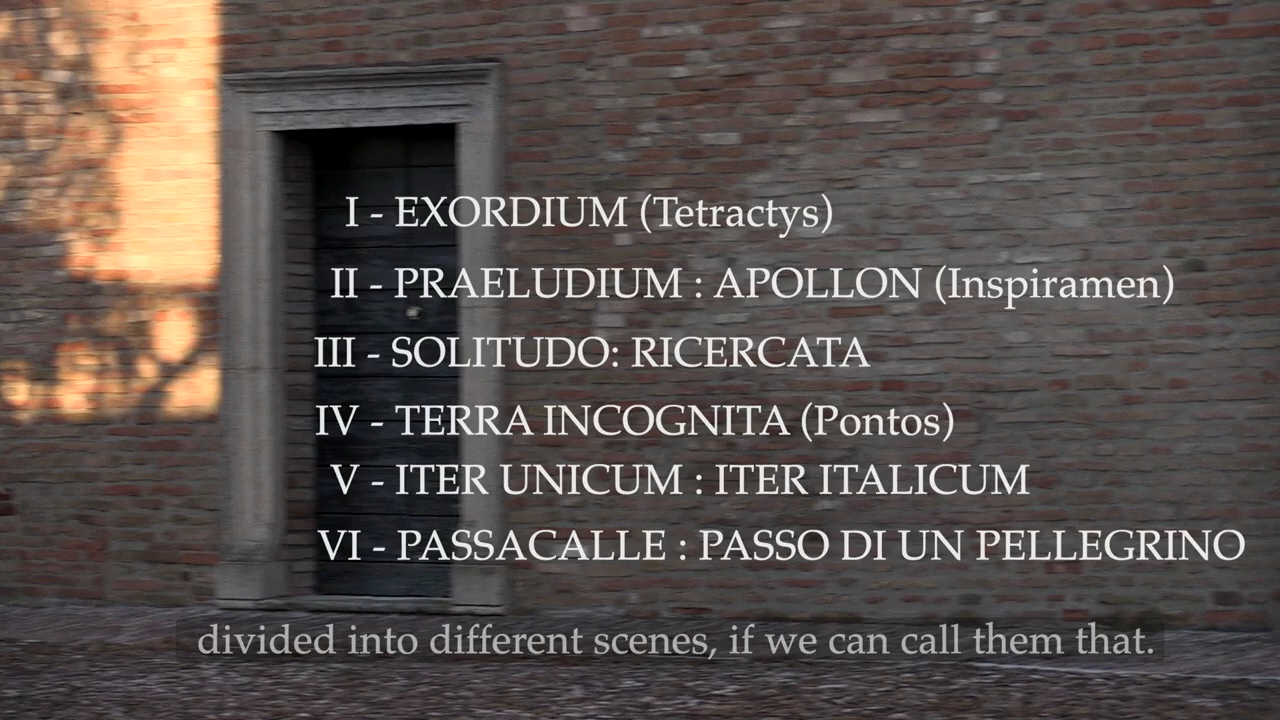 I - EXORDIUM (Tetractys)
II - PRAELUDIUM : APOLLON (Inspiramen)
III - SOLITUDO: RICERCATA
IV - TERRA INCOGNITA (Pontos)
V - ITER UNICUM : ITER ITALICUM
VI - PASSACALLE : PASSO DI UN PELLEGRINO
divided into different scenes, if we can call them that.